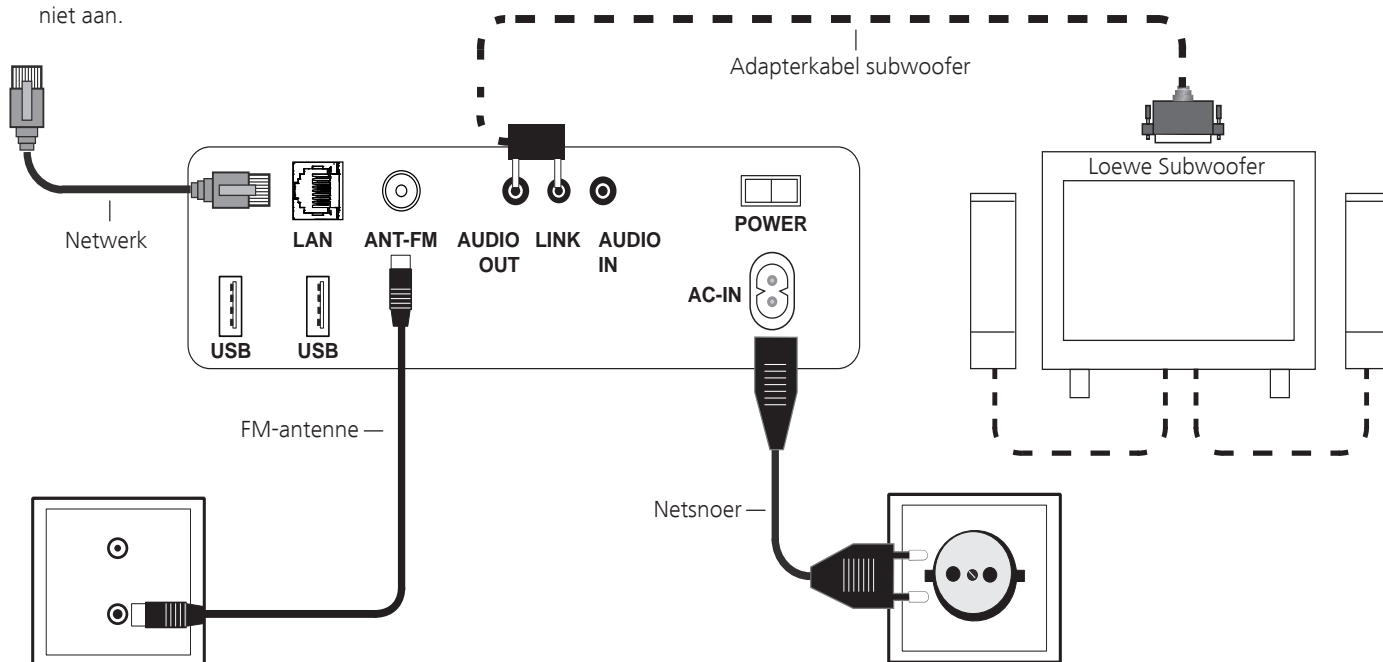 niet aan.
Adapterkabel subwoofer
Loewe Subwoofer
Netwerk
LAN
ANT-FM
AUDIO OUT
LINK
AUDIO IN
POWER
AC-IN
USB
USB
FM-antenne
Netsnoer